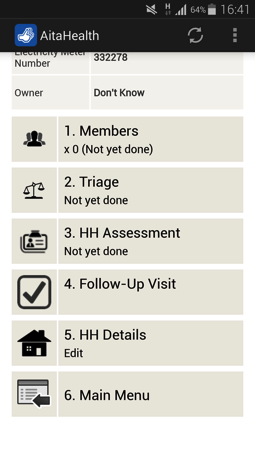 H
64%
16:41
AitaHealth
Electricity Meter
Number
332278
Owner
Don't Know
1. Members
x 0 (Not yet done)
2. Triage
Not yet done
3. HH Assessment
Not yet done
4. Follow-Up Visit
5. HH Details
Edit
6. Main Menu